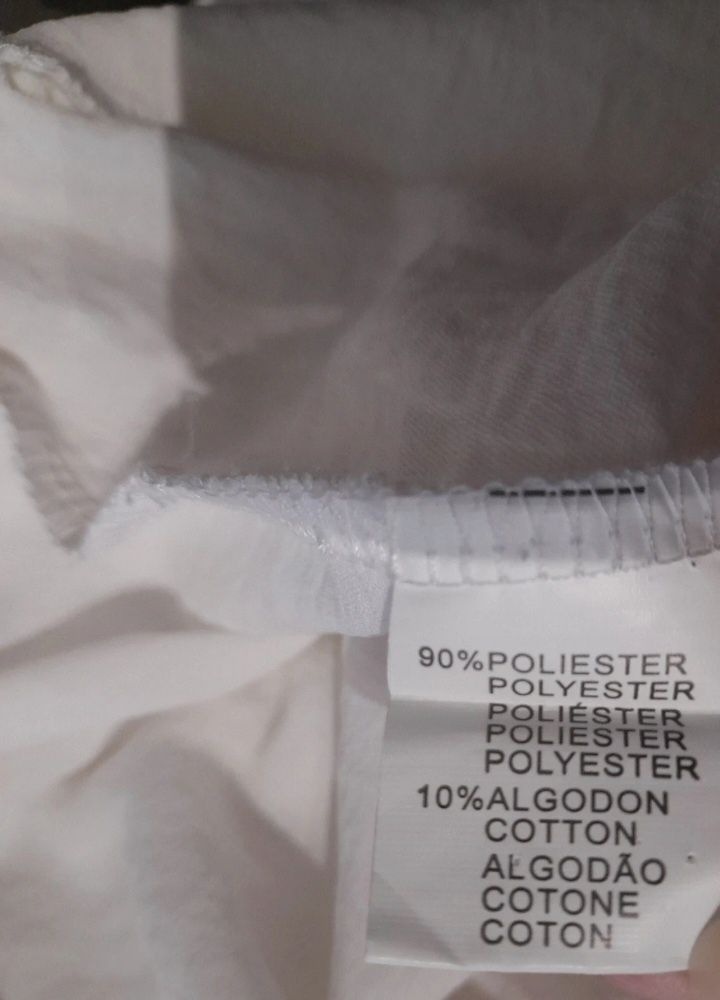 90%POLIESTER
POLYESTER
POLIÉSTER
POLIESTER
POLYESTER
10%ALGODON
COTTON
ALGODÃO
COTONE
COTON